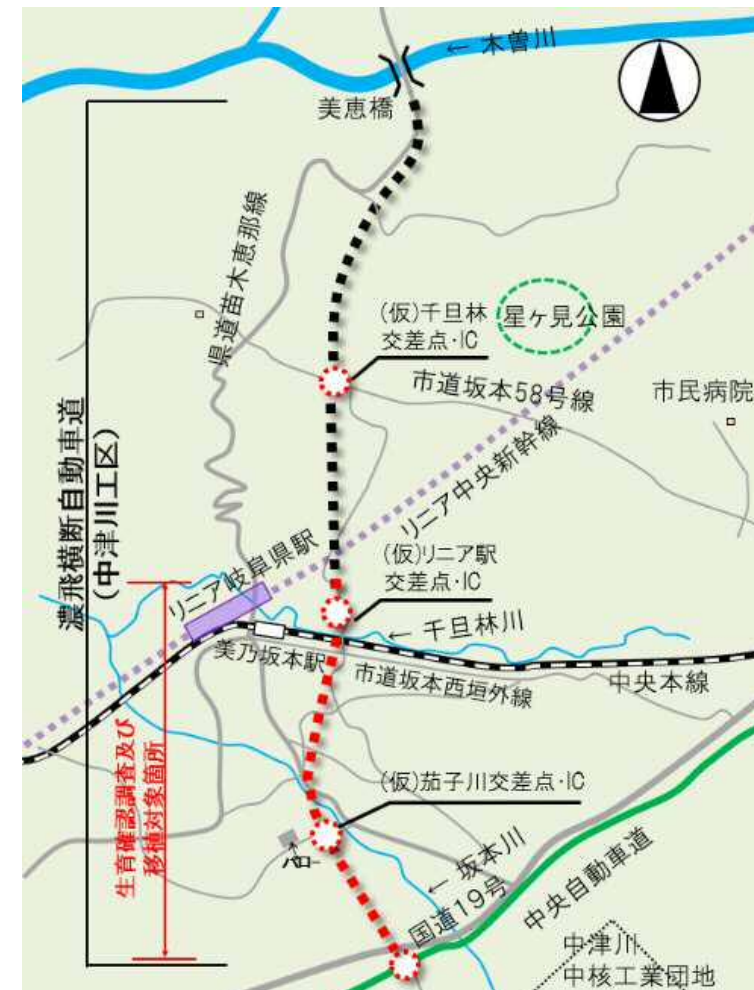 ← 木曽川
美恵橋
県道苗木恵那線
(仮)千旦林
交差点・IC
星ヶ見公園
市道坂本58号線
市民病院
濃飛横断自動車道
(中津川工区)
リニア中央新幹線
リニア岐阜県駅
(仮)リニア駅
交差点・IC
← 千旦林川
美乃坂本駅
市道坂本西垣外線
中央本線
生育確認調査及び
移植対象箇所
(仮)茄子川交差点・IC
← 坂本川
国道19号
中央自動車道
中津川
中核工業団地